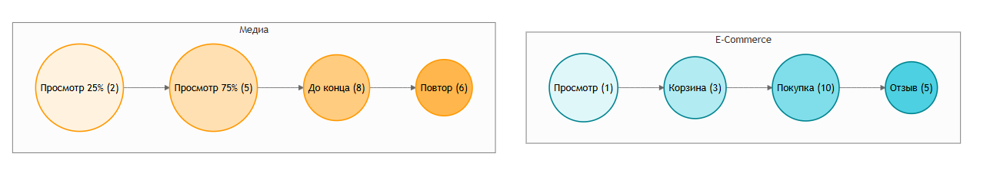 Медиа
Просмотр 25% (2)
Просмотр 75% (5)
До конца (8)
Повтор (6)
E-Commerce
Просмотр (1)
Корзина (3)
Покупка (10)
Отзыв (5)